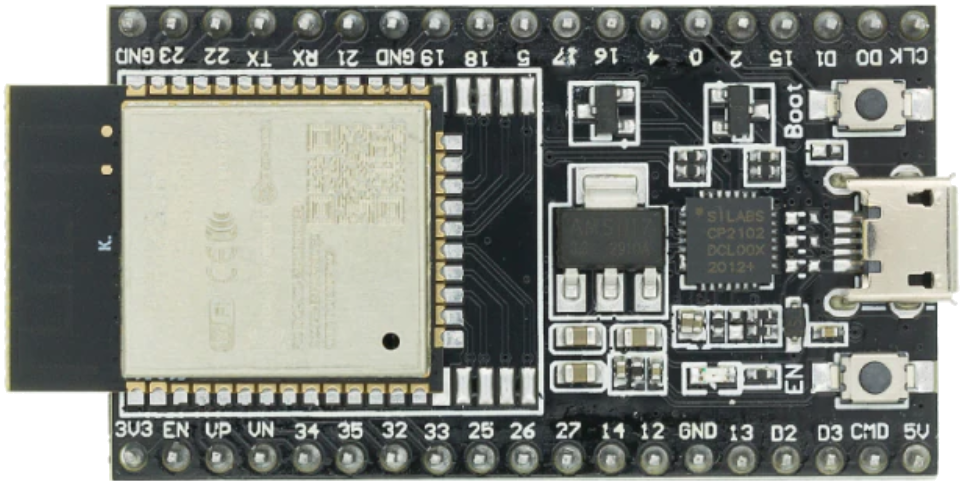 GND 23 22 TX RX 21 GND 19 18 5 17 16 4 0 2 15 D1 D0 CLK
Boot
K.
CE
SILABS
CP2102
DCL00X
2012+
EN
3V3 EN VP VN 34 35 32 33 25 26 27 14 12 GND 13 D2 D3 CMD 5V